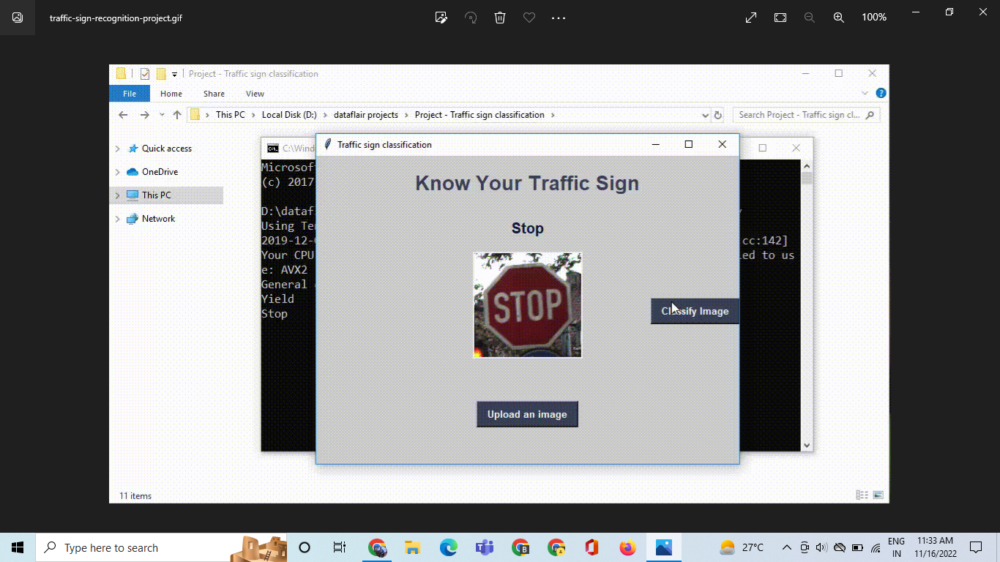 traffic-sign-recognition-project.gif
100%
Project - Traffic sign classification
File Home Share View
This PC Local Disk (D:) dataflair projects Project - Traffic sign classification
Search Project - Traffic sign cl...
Quick access
OneDrive
This PC
Network
C:\Wind
Traffic sign classification
Microsof
(c) 2017
D:\dataf
Using Te
2019-12- cc:142]
Your CPU ed to us
e: AVX2
General
Yield
Stop
Know Your Traffic Sign
Stop
STOP
Classify Image
Upload an image
11 items
Type here to search
27°C
ENG
IN
11:33 AM
11/16/2022